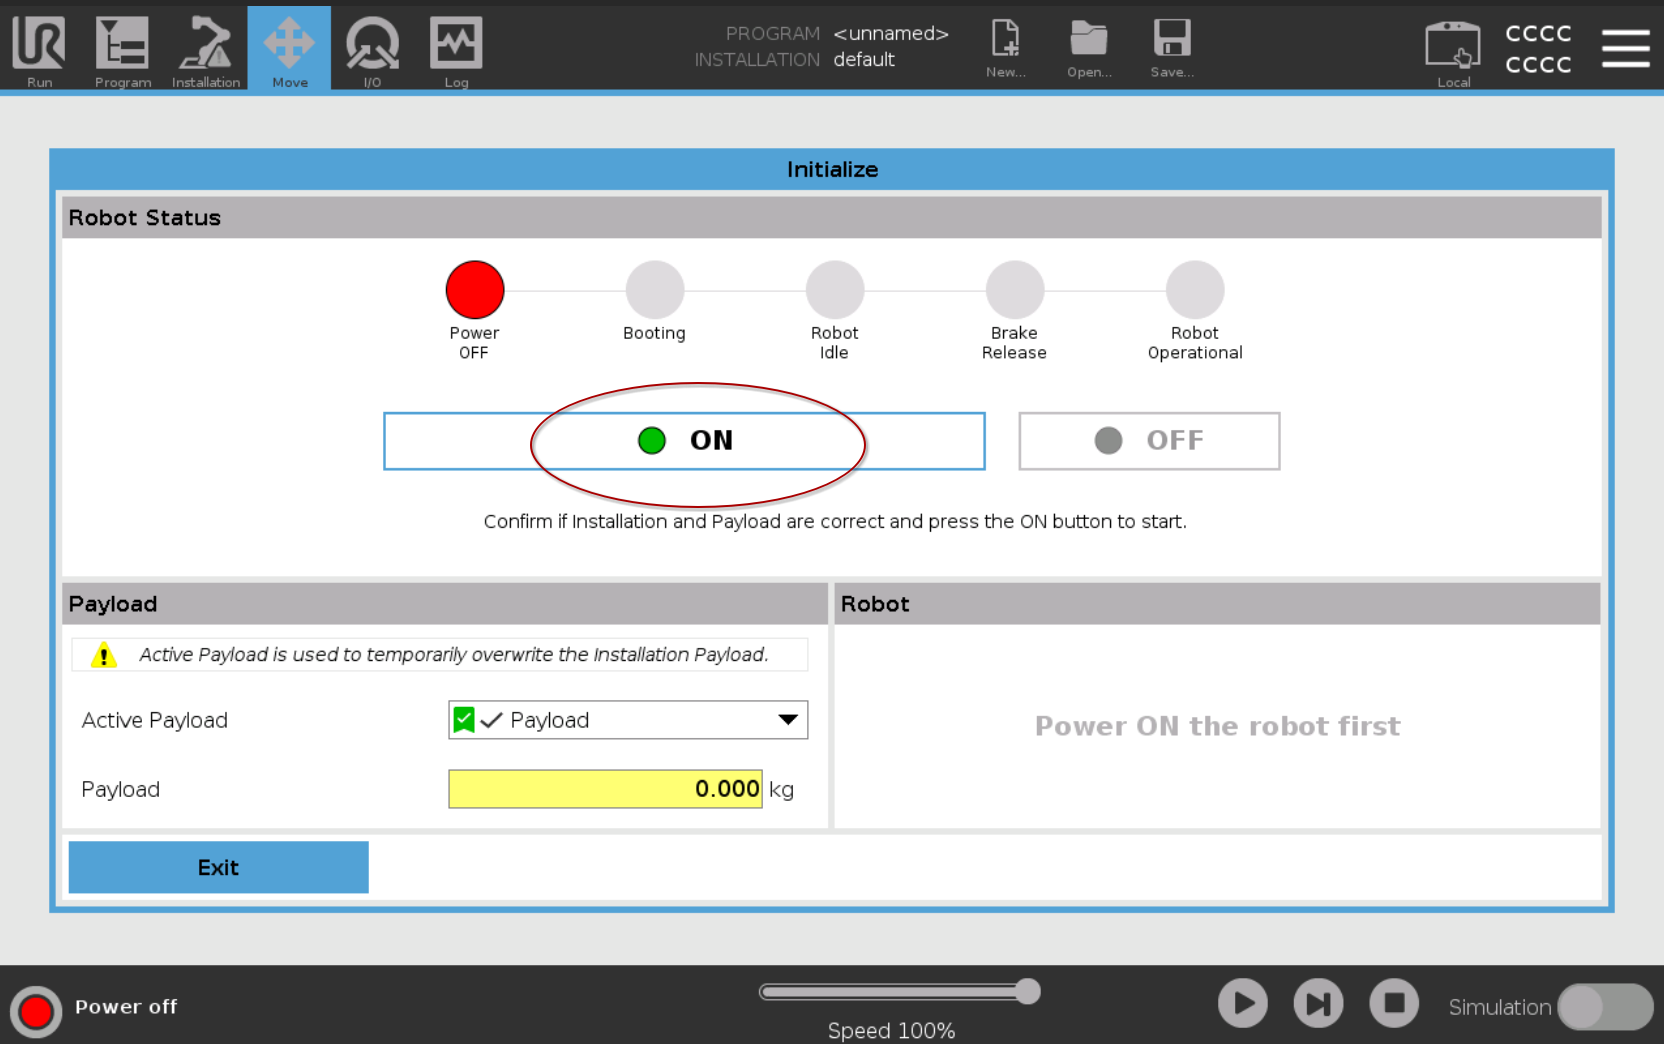 PROGRAM <unnamed>
INSTALLATION default
CCCC
CCCC
Run Program Installation Move I/O Log New... Open... Save... Local
Initialize
Robot Status
Power
OFF
Booting
Robot
Idle
Brake
Release
Robot
Operational
ON OFF
Confirm if Installation and Payload are correct and press the ON button to start.
Payload
Active Payload is used to temporarily overwrite the Installation Payload.
Active Payload Payload
Payload 0.000 kg
Robot
Power ON the robot first
Exit
Power off
Speed 100%
Simulation